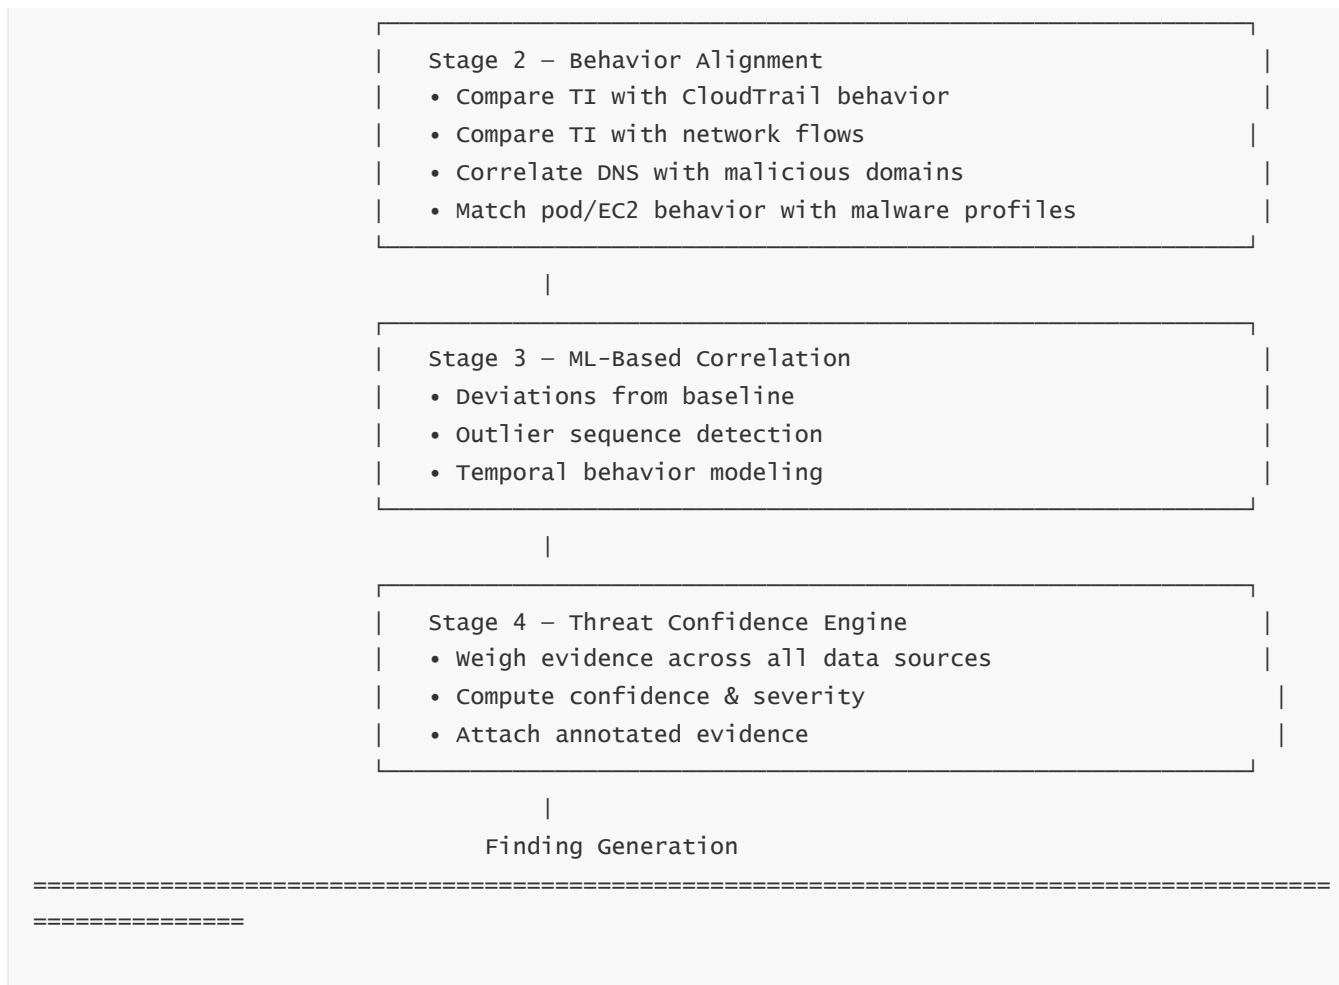 Stage 2 – Behavior Alignment
• Compare TI with CloudTrail behavior
• Compare TI with network flows
• Correlate DNS with malicious domains
• Match pod/EC2 behavior with malware profiles
Stage 3 – ML-Based Correlation
• Deviations from baseline
• Outlier sequence detection
• Temporal behavior modeling
Stage 4 – Threat Confidence Engine
• Weigh evidence across all data sources
• Compute confidence & severity
• Attach annotated evidence
Finding Generation